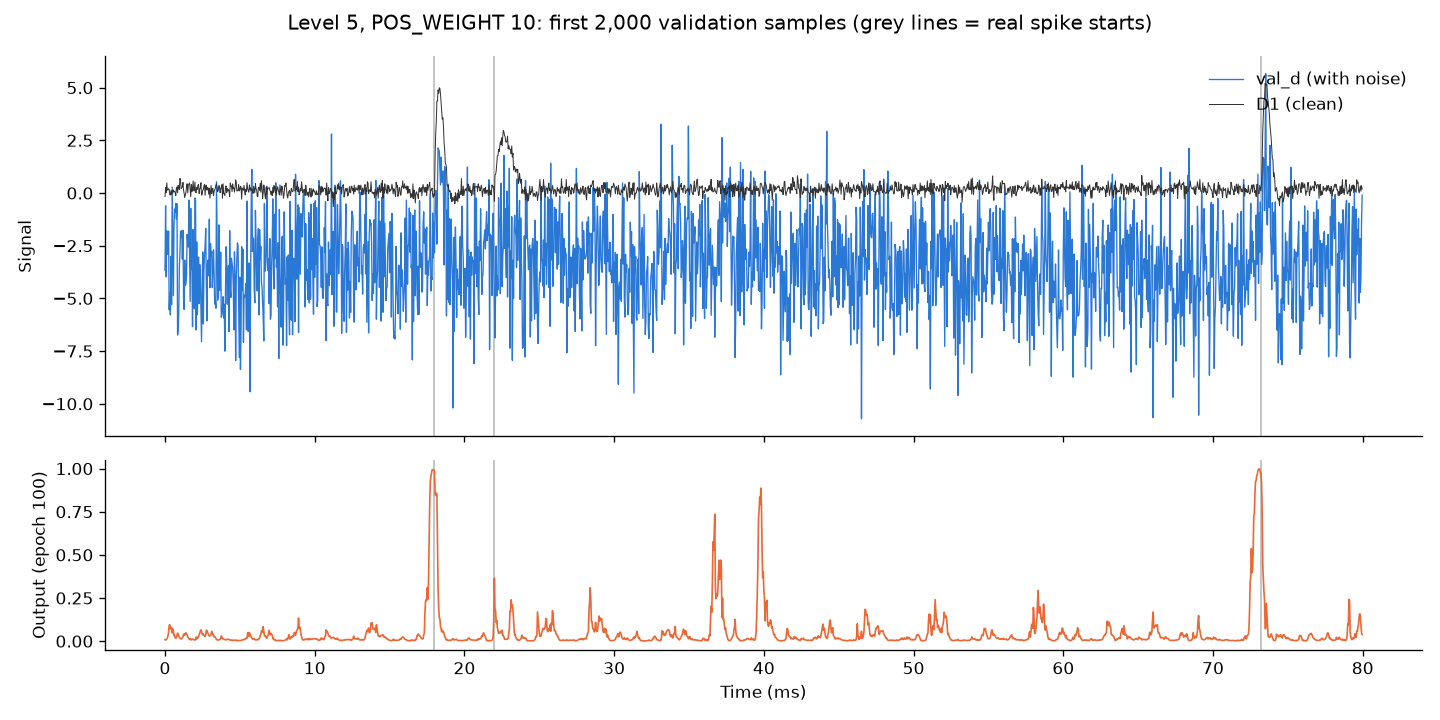 Level 5, POS_WEIGHT 10: first 2,000 validation samples (grey lines = real spike starts)
val_d (with noise)
D1 (clean)
Signal
5.0
2.5
0.0
−2.5
−5.0
−7.5
−10.0
Output (epoch 100)
1.00
0.75
0.50
0.25
0.00
0 10 20 30 40 50 60 70 80
Time (ms)